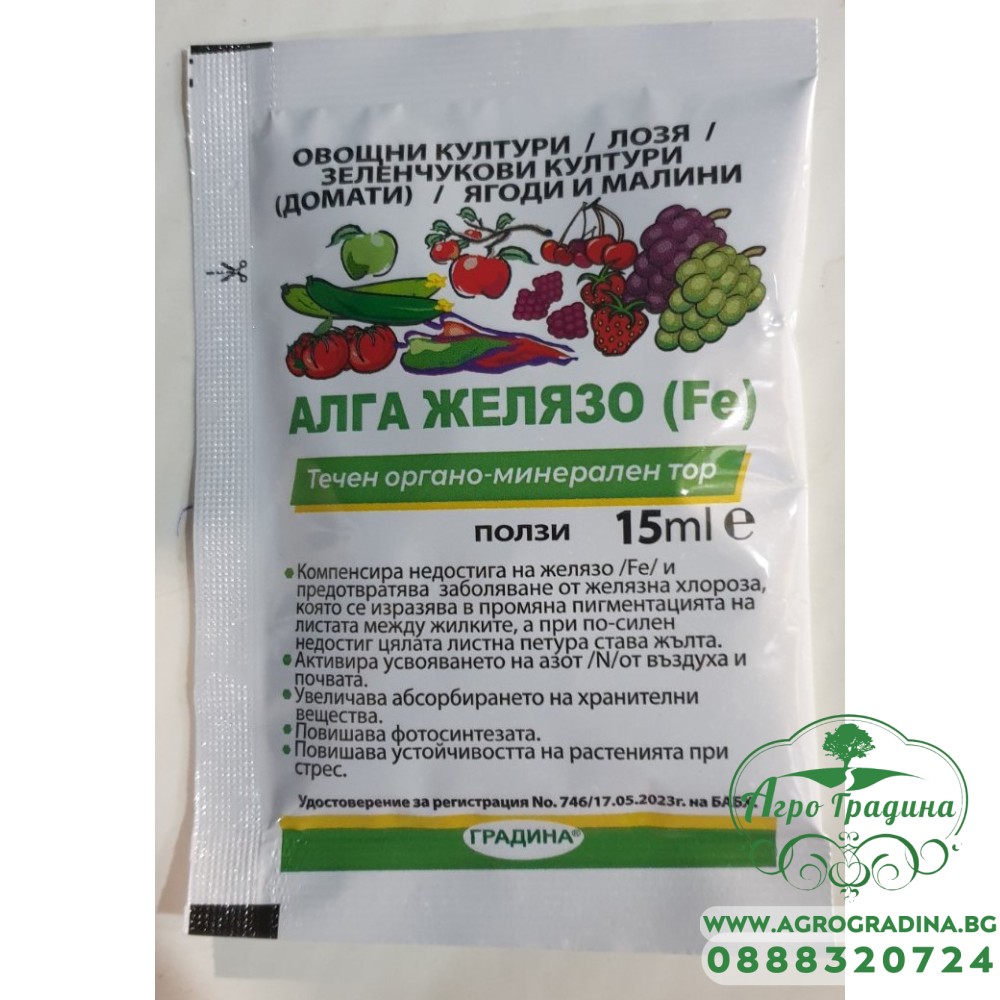 ОВОЩНИ КУЛТУРИ / ЛОЗЯ /
ЗЕЛЕНЧУКОВИ КУЛТУРИ
(ДОМАТИ) / ЯГОДИ И МАЛИНИ
АЛГА ЖЕЛЯЗО (Fe)
Течен органо-минерален тор
ПОЛЗИ 15ml e
• Компенсира недостига на желязо /Fe/ и
предотвратява заболяване от желязна хлороза,
която се изразява в промяна пигментацията на
листата между жилките, а при по-силен
недостиг цялата листна петура става жълта.
• Активира усвояването на азот /N/от въздуха и
почвата.
• Увеличава абсорбирането на хранителни
вещества.
• Повишава фотосинтезата.
• Повишава устойчивостта на растенията при
стрес.
Удостоверение за регистрация No. 746/17.05.2023г. на БАБХ
ГРАДИНА®
Агро Градина
WWW.AGROGRADINA.BG
0888320724